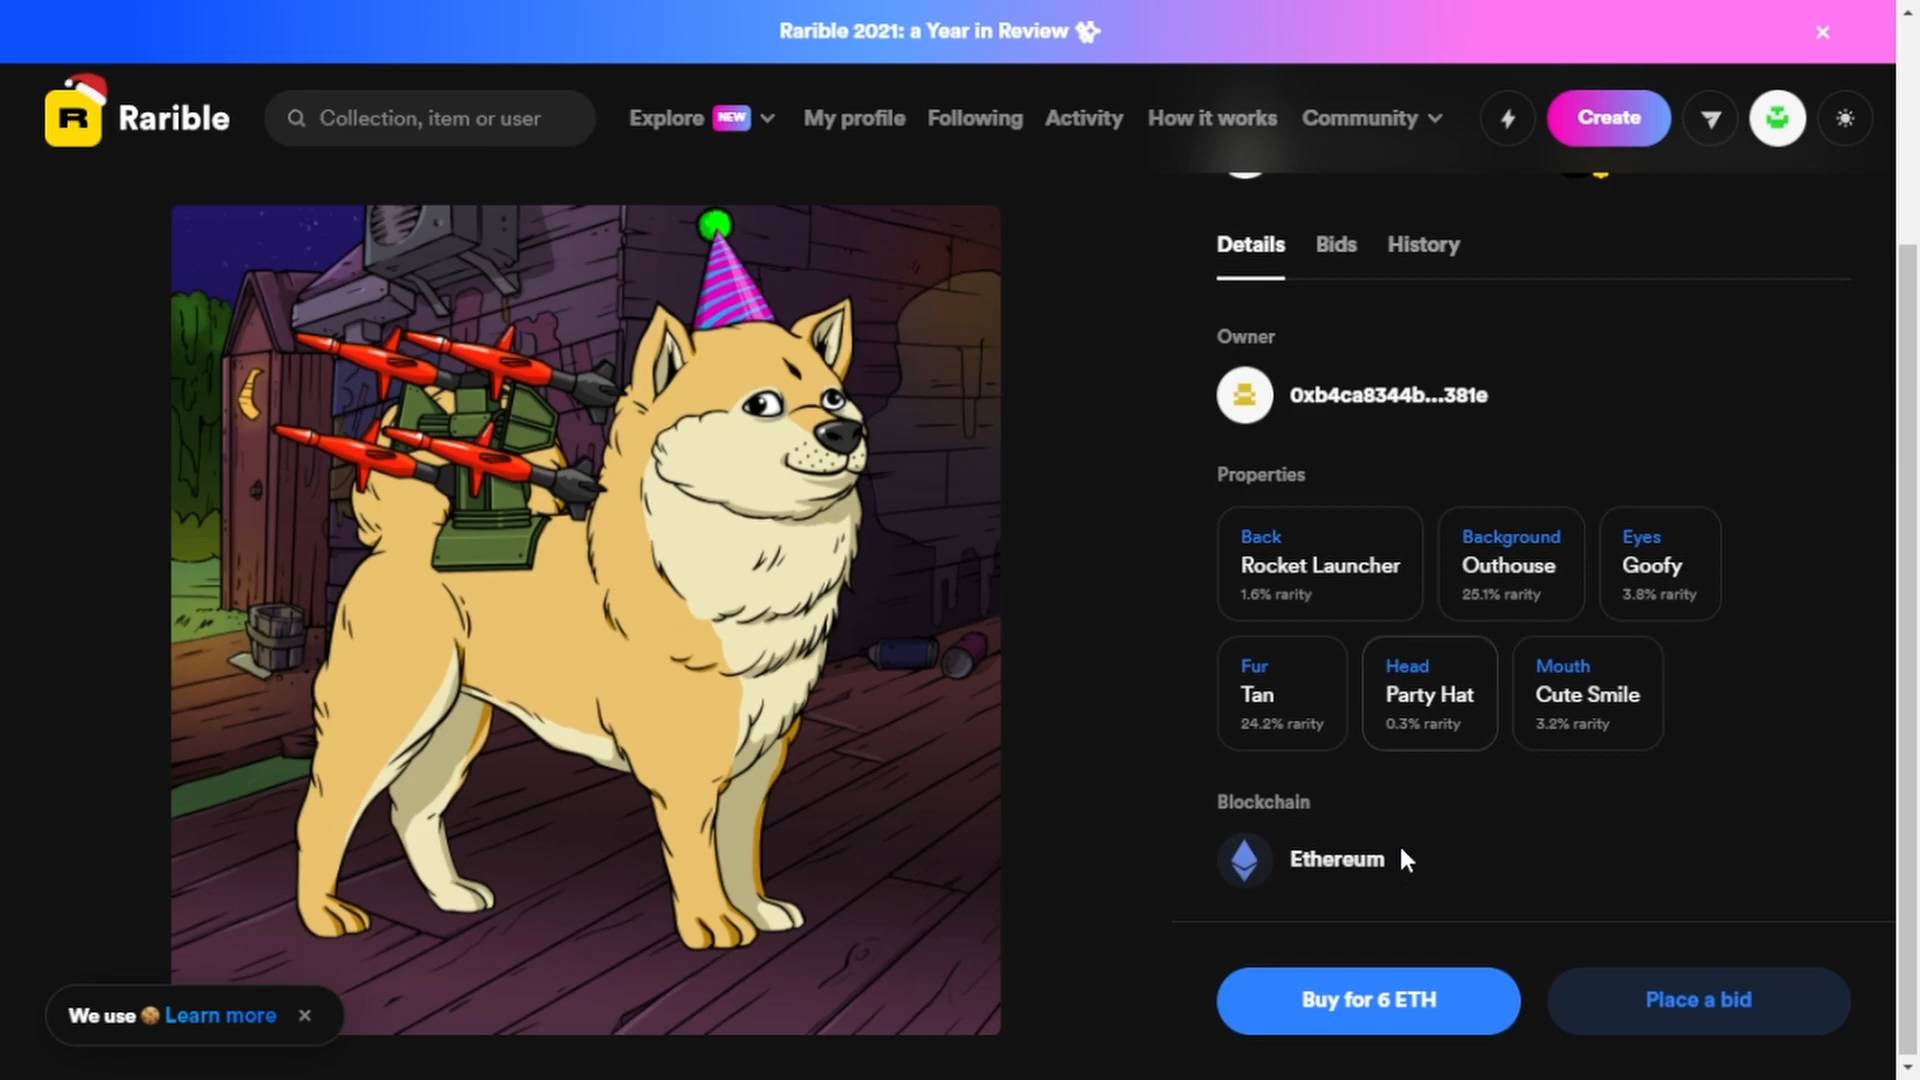 Rarible 2021: a Year in Review
R Rarible
Collection, item or user
Explore NEW
My profile
Following
Activity
How it works
Community
Create
Details
Bids
History
Owner
0xb4ca8344b...381e
Properties
Back
Rocket Launcher
1.6% rarity
Background
Outhouse
25.1% rarity
Eyes
Goofy
3.8% rarity
Fur
Tan
24.2% rarity
Head
Party Hat
0.3% rarity
Mouth
Cute Smile
3.2% rarity
Blockchain
Ethereum
Buy for 6 ETH
Place a bid
We use 🍪 Learn more